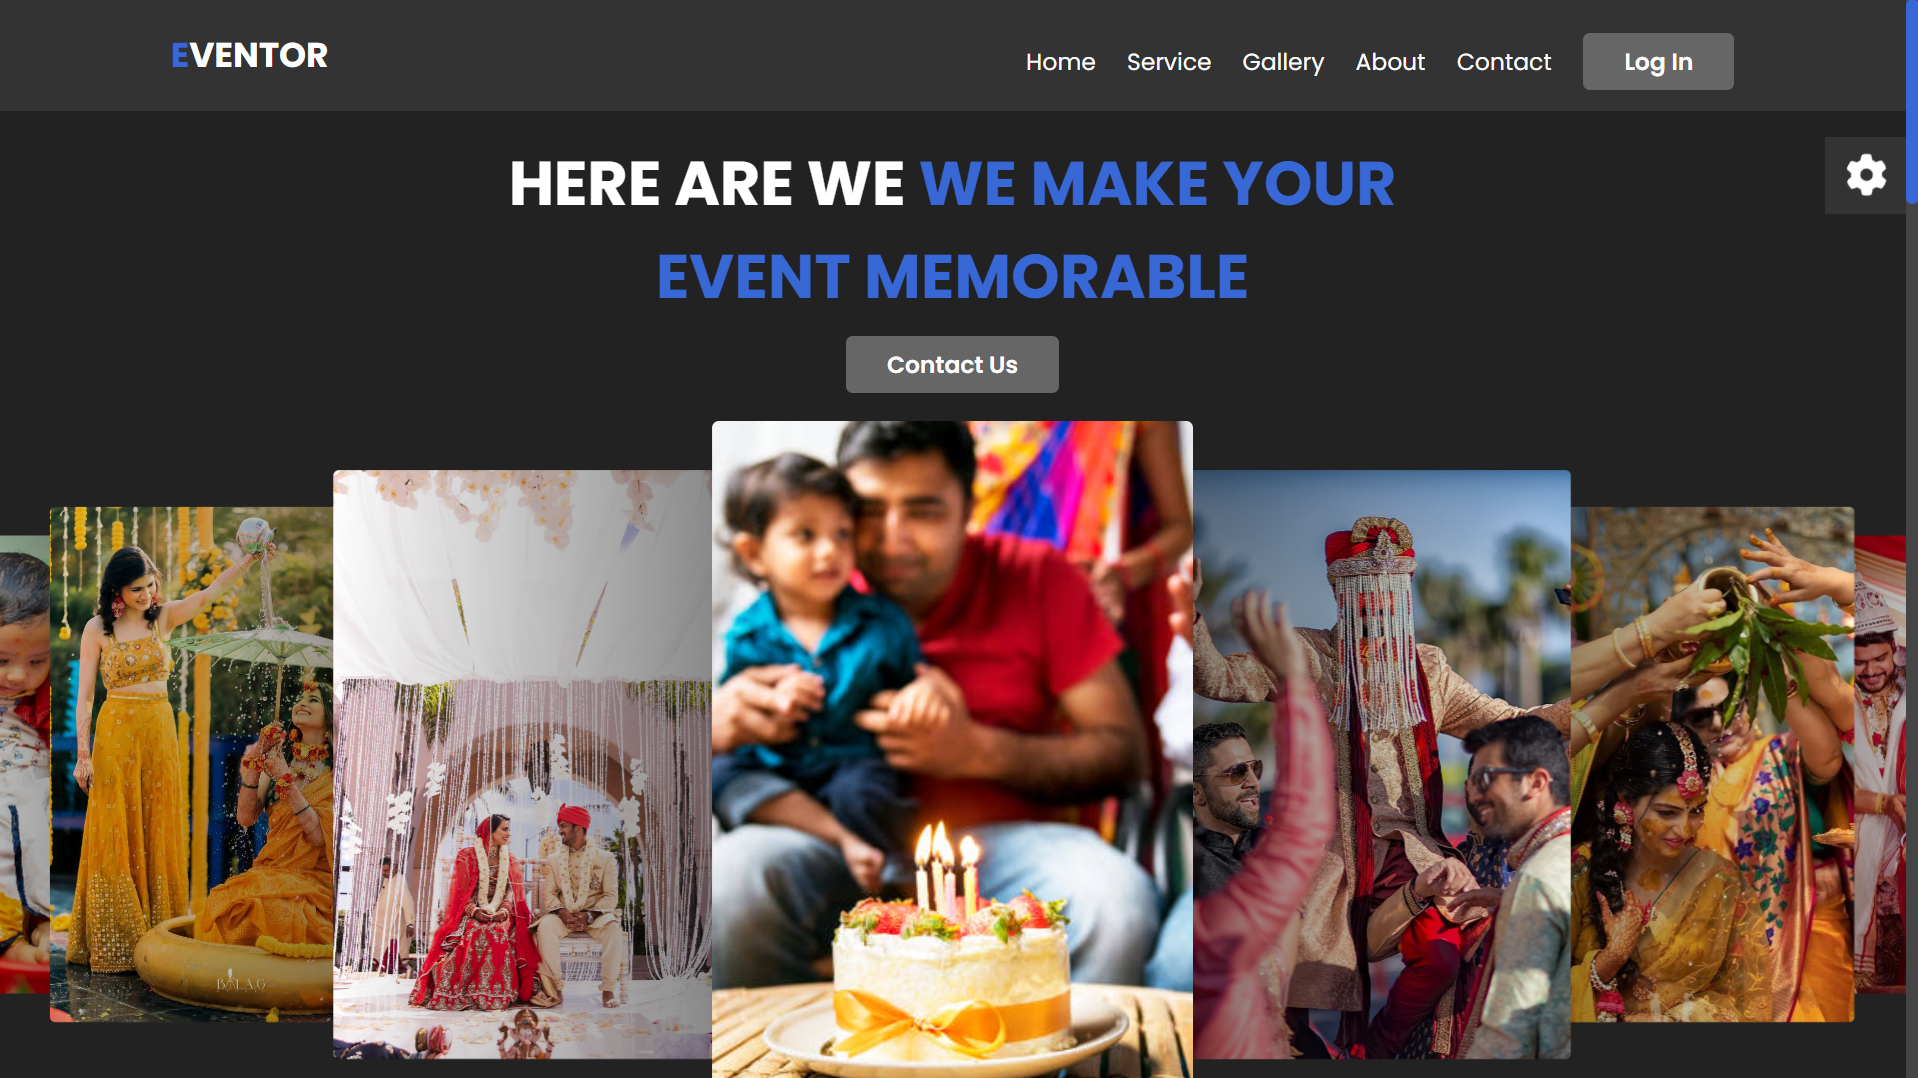 EVENTOR
Home Service Gallery About Contact Log In
HERE ARE WE WE MAKE YOUR
EVENT MEMORABLE
Contact Us